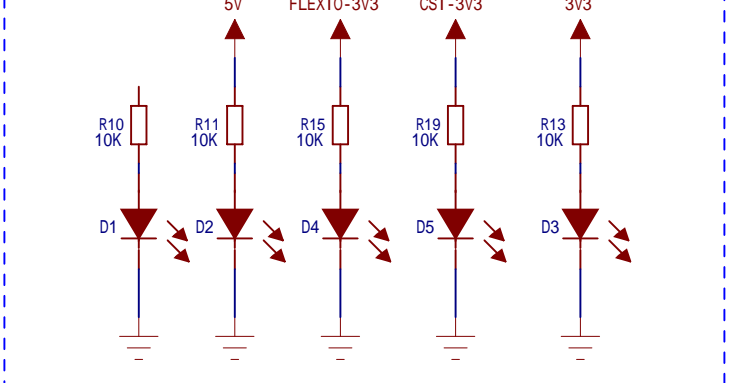 5V
FLEXIO-3V3
CST-3V3
3V3
R10
10K
R11
10K
R15
10K
R19
10K
R13
10K
D1
D2
D4
D5
D3